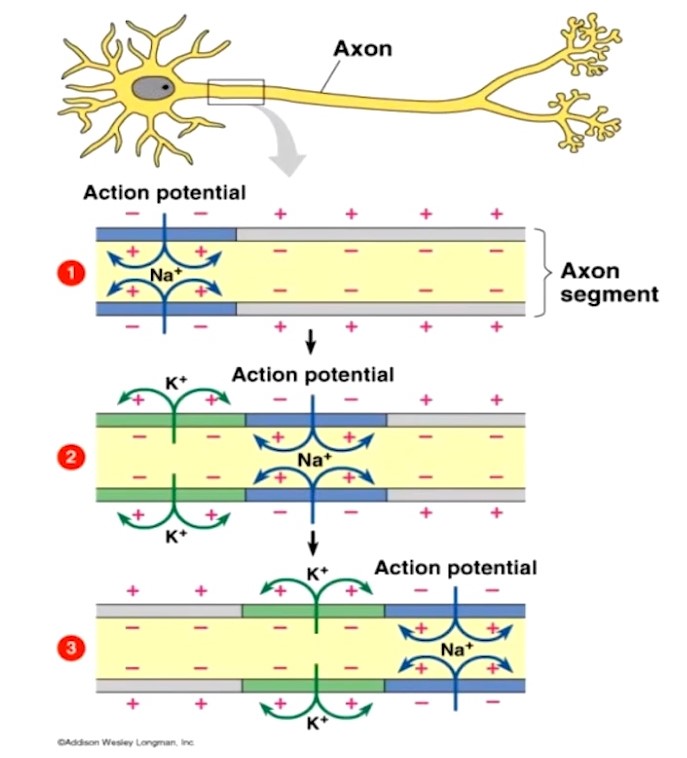 Axon
Action potential
1
Na⁺
Axon
segment
Action potential
K⁺
2
Na⁺
K⁺
Action potential
K⁺
3
Na⁺
K⁺
©Addison Wesley Longman, Inc.